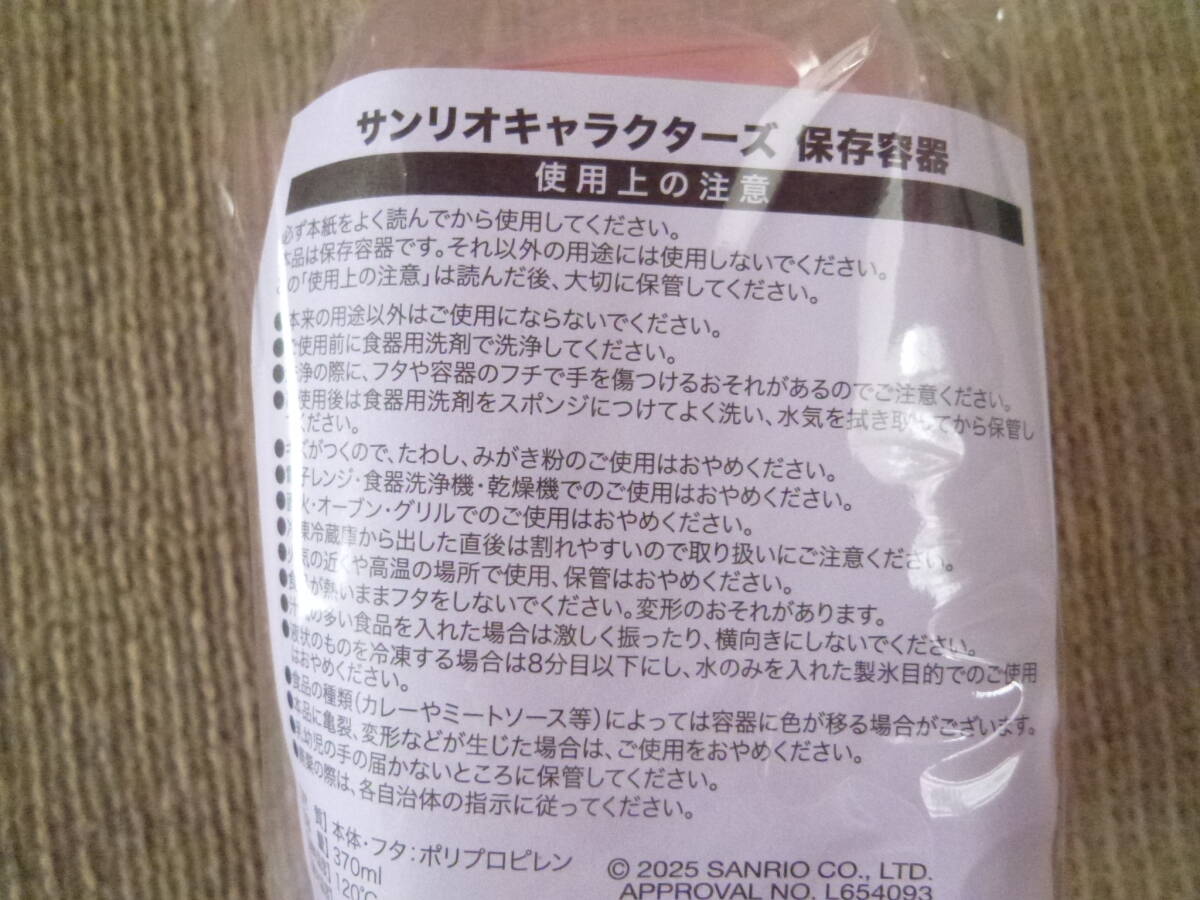 サンリオキャラクターズ 保存容器
使用上の注意
必ず本紙をよく読んでから使用してください。
本品は保存容器です。それ以外の用途には使用しないでください。
の「使用上の注意」は読んだ後、大切に保管してください。
●本来の用途以外はご使用にならないでください。
●ご使用前に食器用洗剤で洗浄してください。
●洗浄の際に、フタや容器のフチで手を傷つけるおそれがあるのでご注意ください。
●ご使用後は食器用洗剤をスポンジにつけてよく洗い、水気を拭き取ってから保管し
てください。
●キズがつくので、たわし、みがき粉のご使用はおやめください。
●電子レンジ・食器洗浄機・乾燥機でのご使用はおやめください。
●直火・オーブン・グリルでのご使用はおやめください。
●冷凍冷蔵庫から出した直後は割れやすいので取り扱いにご注意ください。
●火気の近くや高温の場所で使用、保管はおやめください。
●食品が熱いままフタをしないでください。変形のおそれがあります。
●汁気の多い食品を入れた場合は激しく振ったり、横向きにしないでください。
●液状のものを冷凍する場合は8分目以下にし、水のみを入れた製氷目的でのご使用
はおやめください。
●食品の種類(カレーやミートソース等)によっては容器に色が移る場合がございます。
●本品に亀裂、変形などが生じた場合は、ご使用をおやめください。
●乳幼児の手の届かないところに保管してください。
●廃棄の際は、各自治体の指示に従ってください。
質】本体・フタ:ポリプロピレン
量】370ml
120℃
© 2025 SANRIO CO., LTD.
APPROVAL NO. L654093